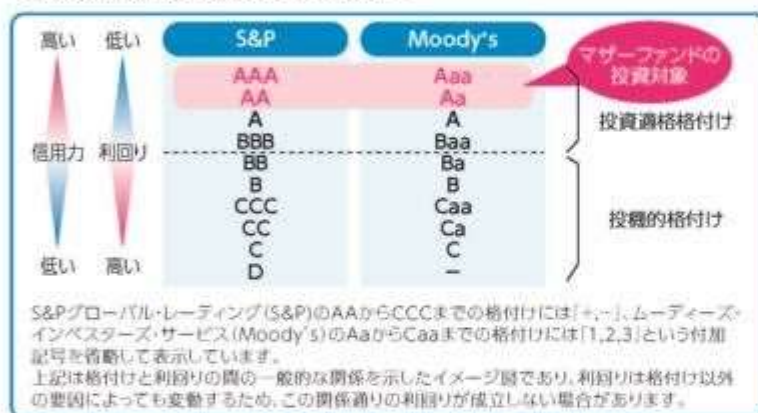 高い 低い S&P Moody's
マザーファンドの
投資対象
AAA Aaa
AA Aa
A A
投資適格格付け
BBB Baa
信用力 利回り
BB Ba
B B
CCC Caa
投機的格付け
CC Ca
C C
低い 高い
D –
S&Pグローバル・レーティング(S&P)のAAからCCCまでの格付けには「+,-」、ムーディーズ・
インベスターズ・サービス(Moody's)のAaからCaaまでの格付けには「1,2,3」という付加
記号を省略して表示しています。
上記は格付けと利回りの間の一般的な関係を示したイメージ図であり、利回りは格付け以外
の要因によっても変動するため、この関係通りの利回りが成立しない場合があります。